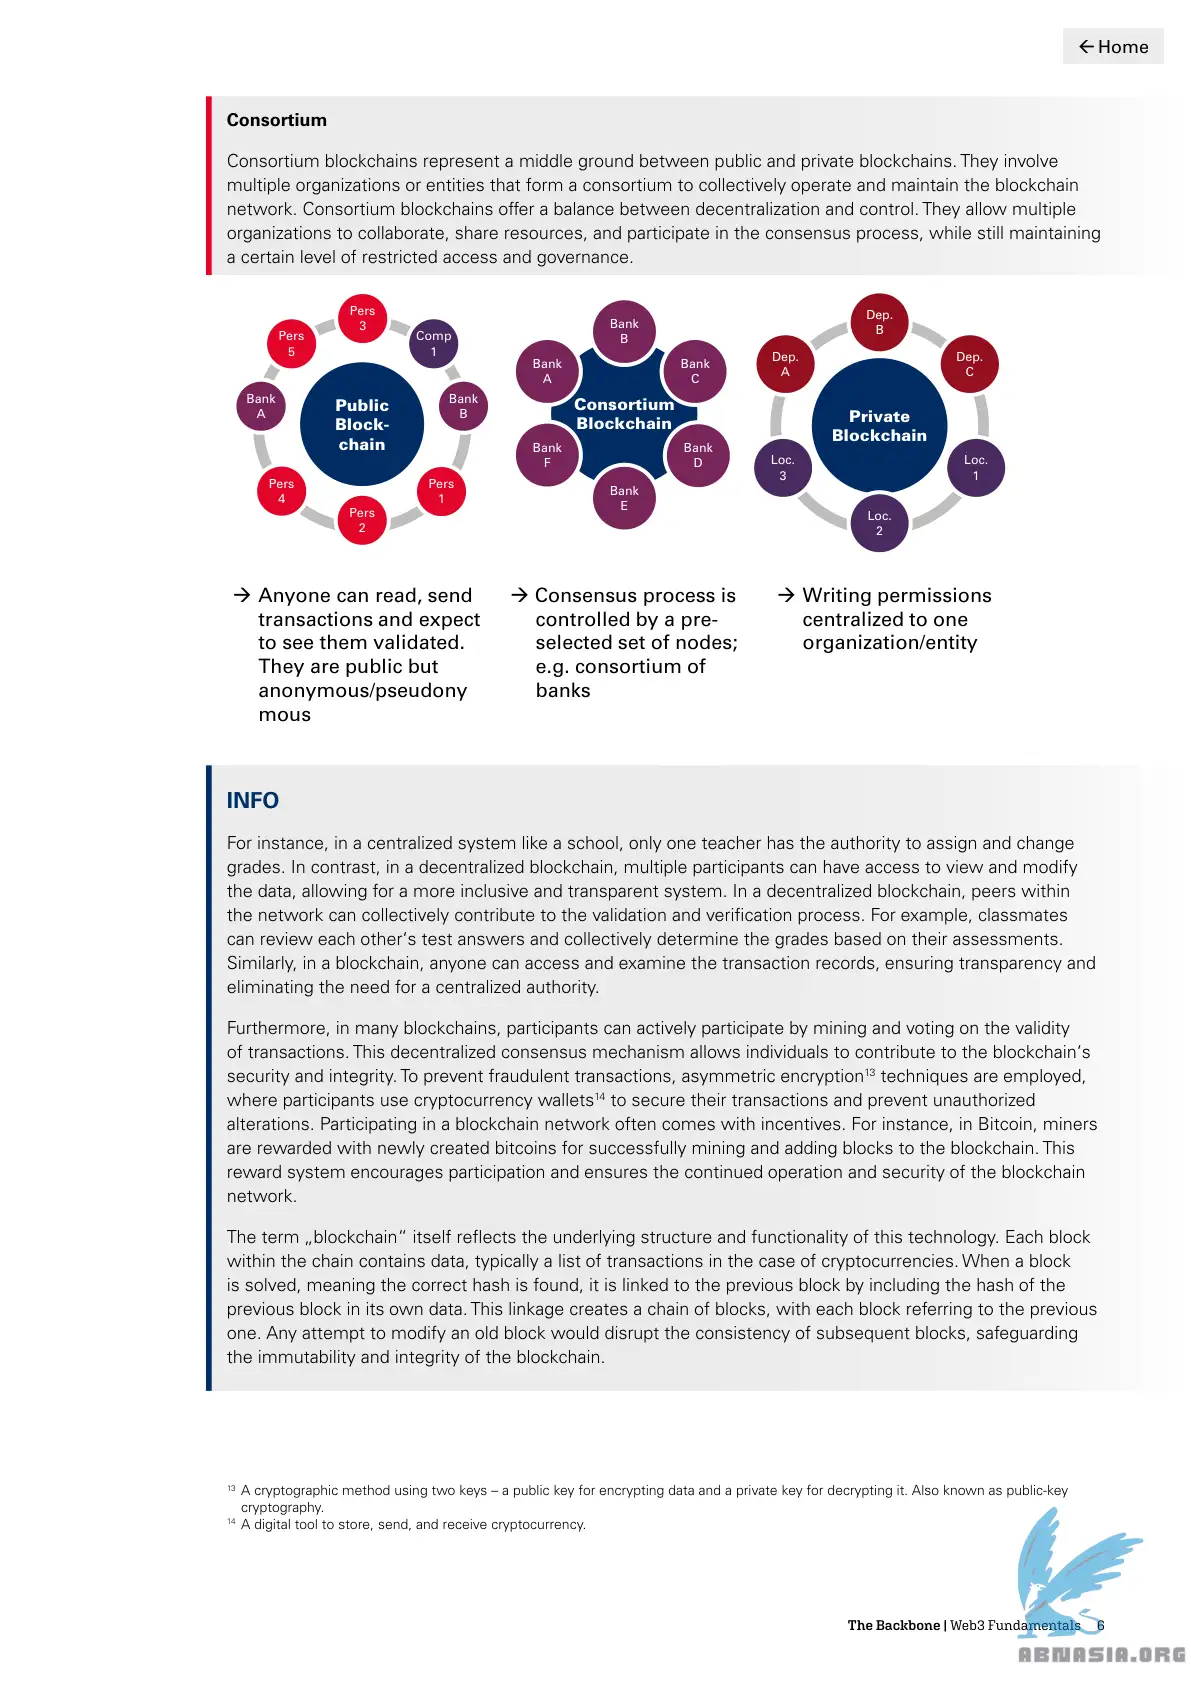 ← Home
Consortium
Consortium blockchains represent a middle ground between public and private blockchains. They involve
multiple organizations or entities that form a consortium to collectively operate and maintain the blockchain
network. Consortium blockchains offer a balance between decentralization and control. They allow multiple
organizations to collaborate, share resources, and participate in the consensus process, while still maintaining
a certain level of restricted access and governance.
Pers
3
Pers
5
Comp
1
Bank
A
Bank
B
Public
Block-
chain
Pers
4
Pers
1
Pers
2
Bank
B
Bank
A
Bank
C
Consortium
Blockchain
Bank
F
Bank
D
Bank
E
Dep.
B
Dep.
A
Dep.
C
Private
Blockchain
Loc.
3
Loc.
1
Loc.
2
→ Anyone can read, send
transactions and expect
to see them validated.
They are public but
anonymous/pseudony
mous
→ Consensus process is
controlled by a pre-
selected set of nodes;
e.g. consortium of
banks
→ Writing permissions
centralized to one
organization/entity
INFO
For instance, in a centralized system like a school, only one teacher has the authority to assign and change
grades. In contrast, in a decentralized blockchain, multiple participants can have access to view and modify
the data, allowing for a more inclusive and transparent system. In a decentralized blockchain, peers within
the network can collectively contribute to the validation and verification process. For example, classmates
can review each other‘s test answers and collectively determine the grades based on their assessments.
Similarly, in a blockchain, anyone can access and examine the transaction records, ensuring transparency and
eliminating the need for a centralized authority.
Furthermore, in many blockchains, participants can actively participate by mining and voting on the validity
of transactions. This decentralized consensus mechanism allows individuals to contribute to the blockchain‘s
security and integrity. To prevent fraudulent transactions, asymmetric encryption¹³ techniques are employed,
where participants use cryptocurrency wallets¹⁴ to secure their transactions and prevent unauthorized
alterations. Participating in a blockchain network often comes with incentives. For instance, in Bitcoin, miners
are rewarded with newly created bitcoins for successfully mining and adding blocks to the blockchain. This
reward system encourages participation and ensures the continued operation and security of the blockchain
network.
The term „blockchain“ itself reflects the underlying structure and functionality of this technology. Each block
within the chain contains data, typically a list of transactions in the case of cryptocurrencies. When a block
is solved, meaning the correct hash is found, it is linked to the previous block by including the hash of the
previous block in its own data. This linkage creates a chain of blocks, with each block referring to the previous
one. Any attempt to modify an old block would disrupt the consistency of subsequent blocks, safeguarding
the immutability and integrity of the blockchain.
¹³ A cryptographic method using two keys – a public key for encrypting data and a private key for decrypting it. Also known as public-key
cryptography.
¹⁴ A digital tool to store, send, and receive cryptocurrency.
The Backbone | Web3 Fundamentals 6
ABNASIA.ORG